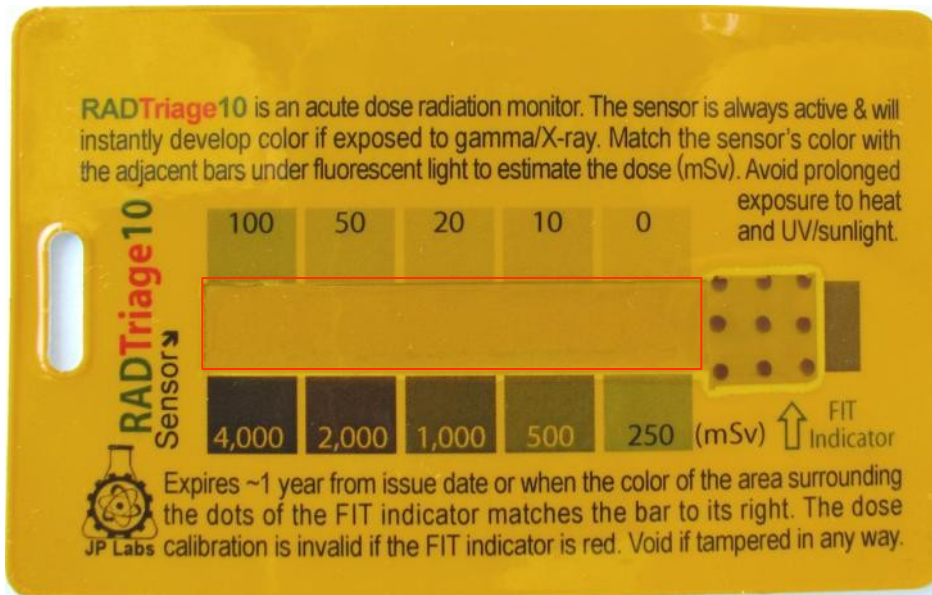 RADTriage10 is an acute dose radiation monitor. The sensor is always active & will
instantly develop color if exposed to gamma/X-ray. Match the sensor's color with
the adjacent bars under fluorescent light to estimate the dose (mSv). Avoid prolonged
exposure to heat
and UV/sunlight.
RADTriage10
Sensor
100 50 20 10 0
4,000 2,000 1,000 500 250 (mSv)
FIT
Indicator
JP Labs
Expires ~1 year from issue date or when the color of the area surrounding
the dots of the FIT indicator matches the bar to its right. The dose
calibration is invalid if the FIT indicator is red. Void if tampered in any way.